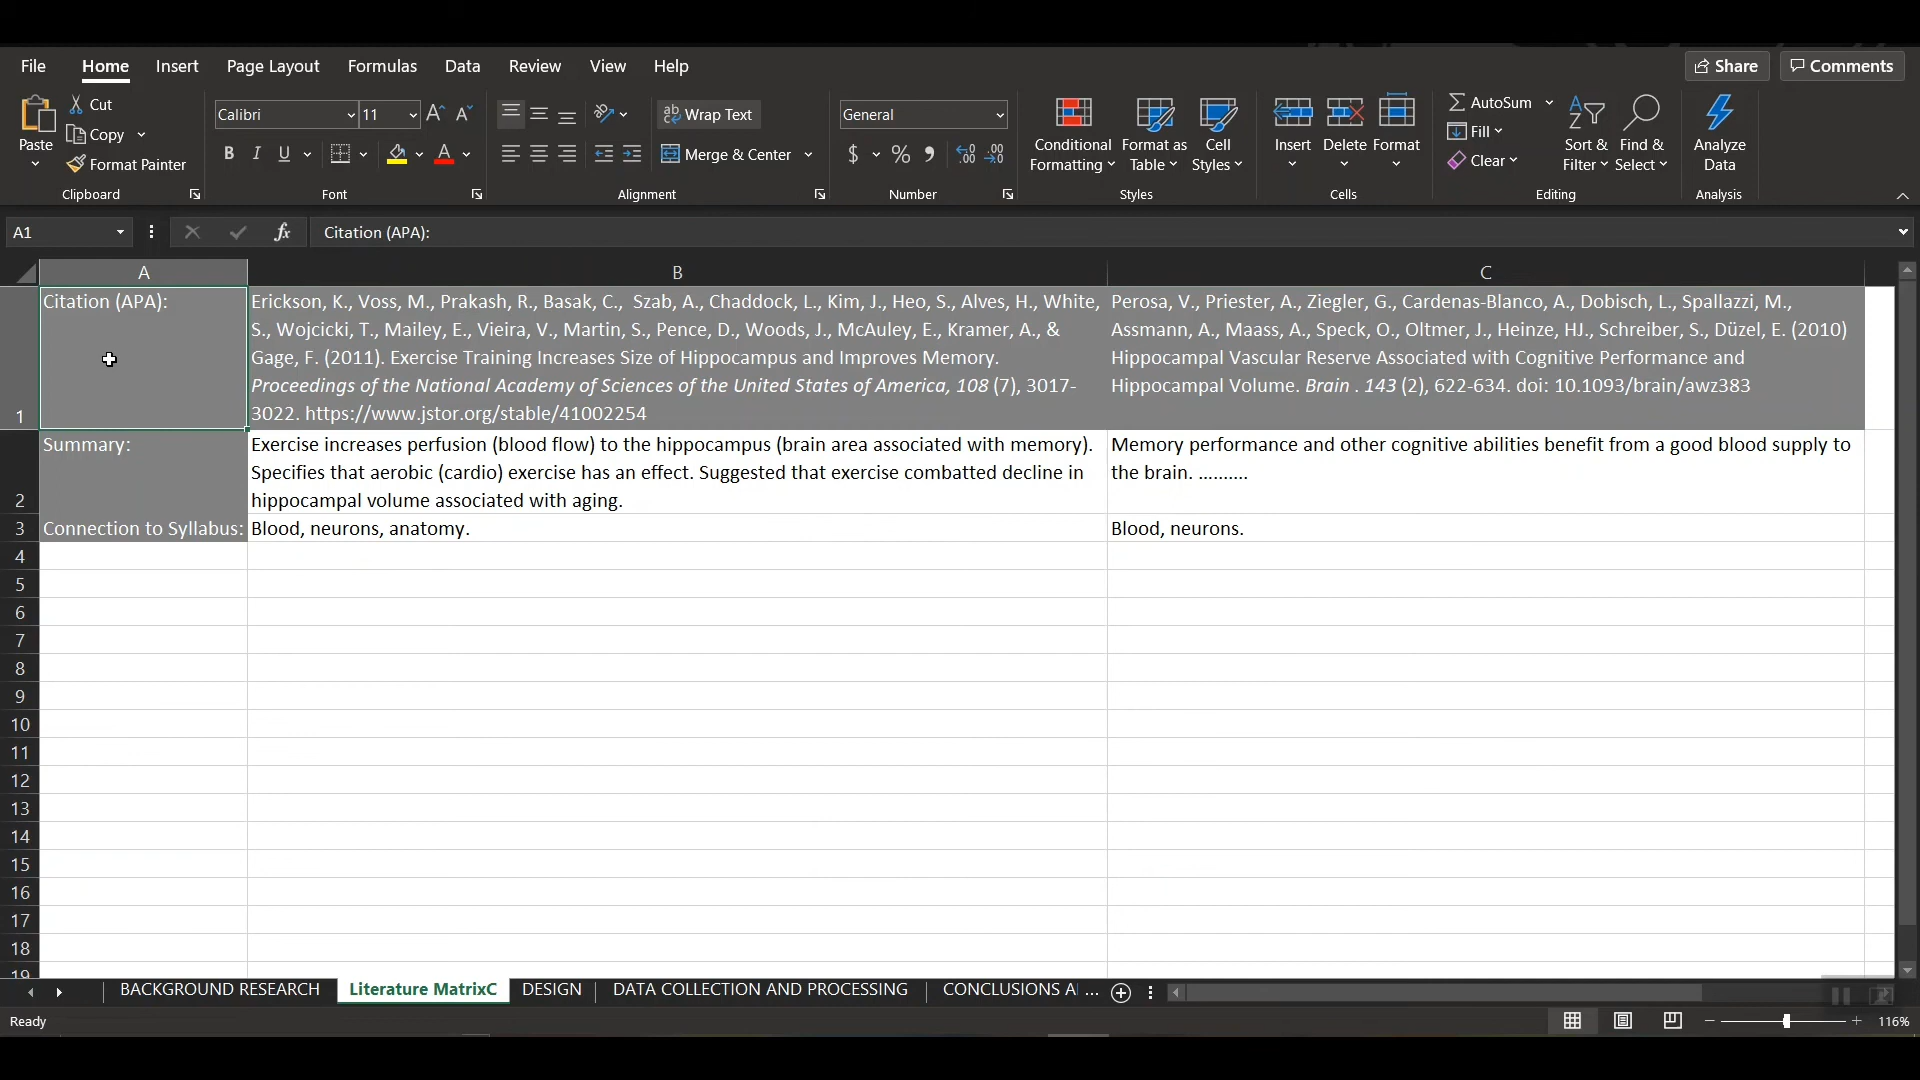 File Home Insert Page Layout Formulas Data Review View Help Share Comments
Paste Cut Copy Format Painter Clipboard
Calibri 11 A^ A˅ B I U A Font
ab Wrap Text Merge & Center Alignment
General $ % 9 .00 .00 Number
Conditional Formatting Format as Table Cell Styles Styles
Insert Delete Format Cells
AutoSum Fill Clear Sort & Filter Find & Select Editing
Analyze Data Analysis
A1 fx Citation (APA):
A B C
1 Citation (APA):
Erickson, K., Voss, M., Prakash, R., Basak, C.,  Szab, A., Chaddock, L., Kim, J., Heo, S., Alves, H., White,
S., Wojcicki, T., Mailey, E., Vieira, V., Martin, S., Pence, D., Woods, J., McAuley, E., Kramer, A., &
Gage, F. (2011). Exercise Training Increases Size of Hippocampus and Improves Memory.
Proceedings of the National Academy of Sciences of the United States of America, 108 (7), 3017-
3022. https://www.jstor.org/stable/41002254
Perosa, V., Priester, A., Ziegler, G., Cardenas-Blanco, A., Dobisch, L., Spallazzi, M.,
Assmann, A., Maass, A., Speck, O., Oltmer, J., Heinze, HJ., Schreiber, S., Düzel, E. (2010)
Hippocampal Vascular Reserve Associated with Cognitive Performance and
Hippocampal Volume. Brain . 143 (2), 622-634. doi: 10.1093/brain/awz383
2 Summary:
Exercise increases perfusion (blood flow) to the hippocampus (brain area associated with memory).
Specifies that aerobic (cardio) exercise has an effect. Suggested that exercise combatted decline in
hippocampal volume associated with aging.
Memory performance and other cognitive abilities benefit from a good blood supply to
the brain. ..........
3 Connection to Syllabus: Blood, neurons, anatomy. Blood, neurons.
4
5
6
7
8
9
10
11
12
13
14
15
16
17
18
19
BACKGROUND RESEARCH Literature MatrixC DESIGN DATA COLLECTION AND PROCESSING CONCLUSIONS A ...
Ready 116%